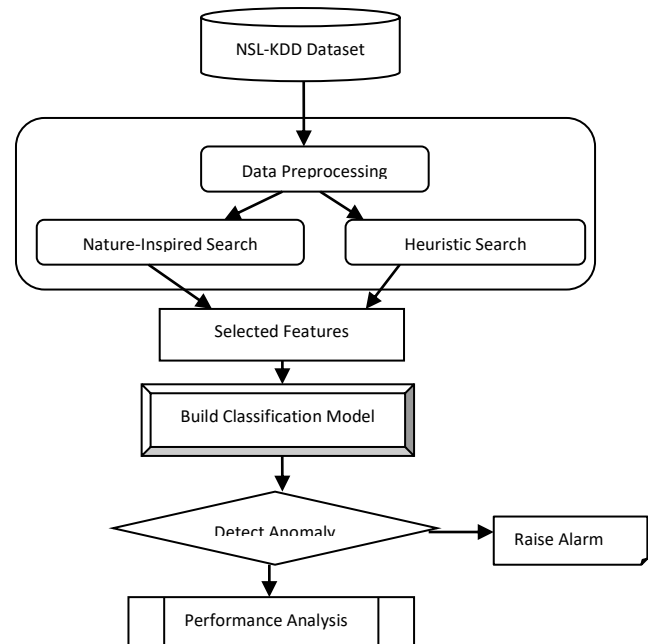 NSL-KDD Dataset
Data Preprocessing
Nature-Inspired Search
Heuristic Search
Selected Features
Build Classification Model
Detect Anomaly
Raise Alarm
Performance Analysis